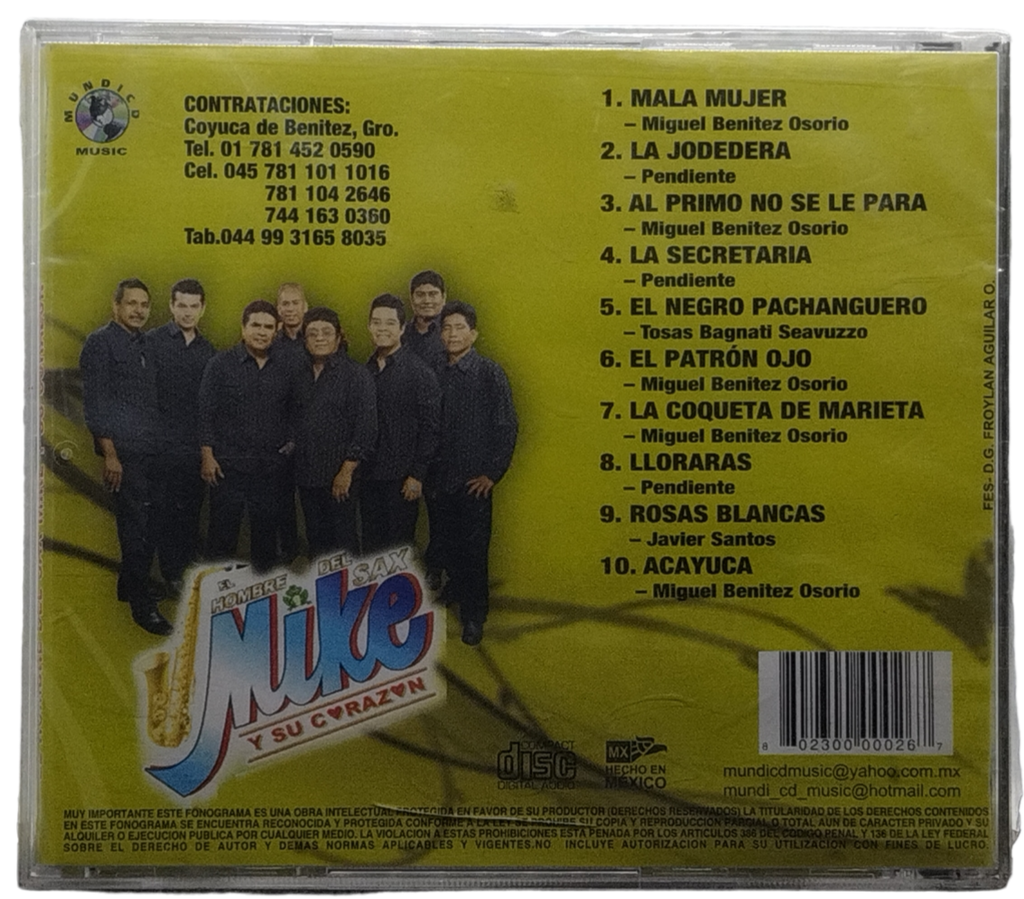 MUNDICD
MUSIC
CONTRATACIONES:
Coyuca de Benitez, Gro.
Tel. 01 781 452 0590
Cel. 045 781 101 1016
781 104 2646
744 163 0360
Tab.044 99 3165 8035
1. MALA MUJER
– Miguel Benitez Osorio
2. LA JODEDERA
– Pendiente
3. AL PRIMO NO SE LE PARA
– Miguel Benitez Osorio
4. LA SECRETARIA
– Pendiente
5. EL NEGRO PACHANGUERO
– Tosas Bagnati Seavuzzo
6. EL PATRÓN OJO
– Miguel Benitez Osorio
7. LA COQUETA DE MARIETA
– Miguel Benitez Osorio
8. LLORARAS
– Pendiente
9. ROSAS BLANCAS
– Javier Santos
10. ACAYUCA
– Miguel Benitez Osorio
FES- D.G. FROYLAN AGUILAR O.
EL HOMBRE DEL SAX
Mike
Y SU CORAZON
COMPACT
disc
DIGITAL AUDIO
MX
HECHO EN
MÉXICO
8 02300 00026 7
mundicdmusic@yahoo.com.mx
mundi_cd_music@hotmail.com
MUY IMPORTANTE ESTE FONOGRAMA ES UNA OBRA INTELECTUAL PROTEGIDA EN FAVOR DE SU PRODUCTOR (DERECHOS RESERVADOS) LA TITULARIDAD DE LOS DERECHOS CONTENIDOS
EN ESTE FONOGRAMA SE ENCUENTRA RECONOCIDA Y PROTEGIDA CONFORME A LA LEY SU COPIA Y REPRODUCCION PARCIAL O TOTAL AUN DE CARACTER PRIVADO Y SU
ALQUILER O EJECUCION PUBLICA POR CUALQUIER MEDIO. LA VIOLACION A ESTAS PROHIBICIONES ESTA PENADA POR LOS ARTICULOS 386 DEL CODIGO PENAL Y 136 DE LA LEY FEDERAL
SOBRE EL DERECHO DE AUTOR Y DEMAS NORMAS APLICABLES Y VIGENTES.NO INCLUYE AUTORIZACION PARA SU UTILIZACION CON FINES DE LUCRO.